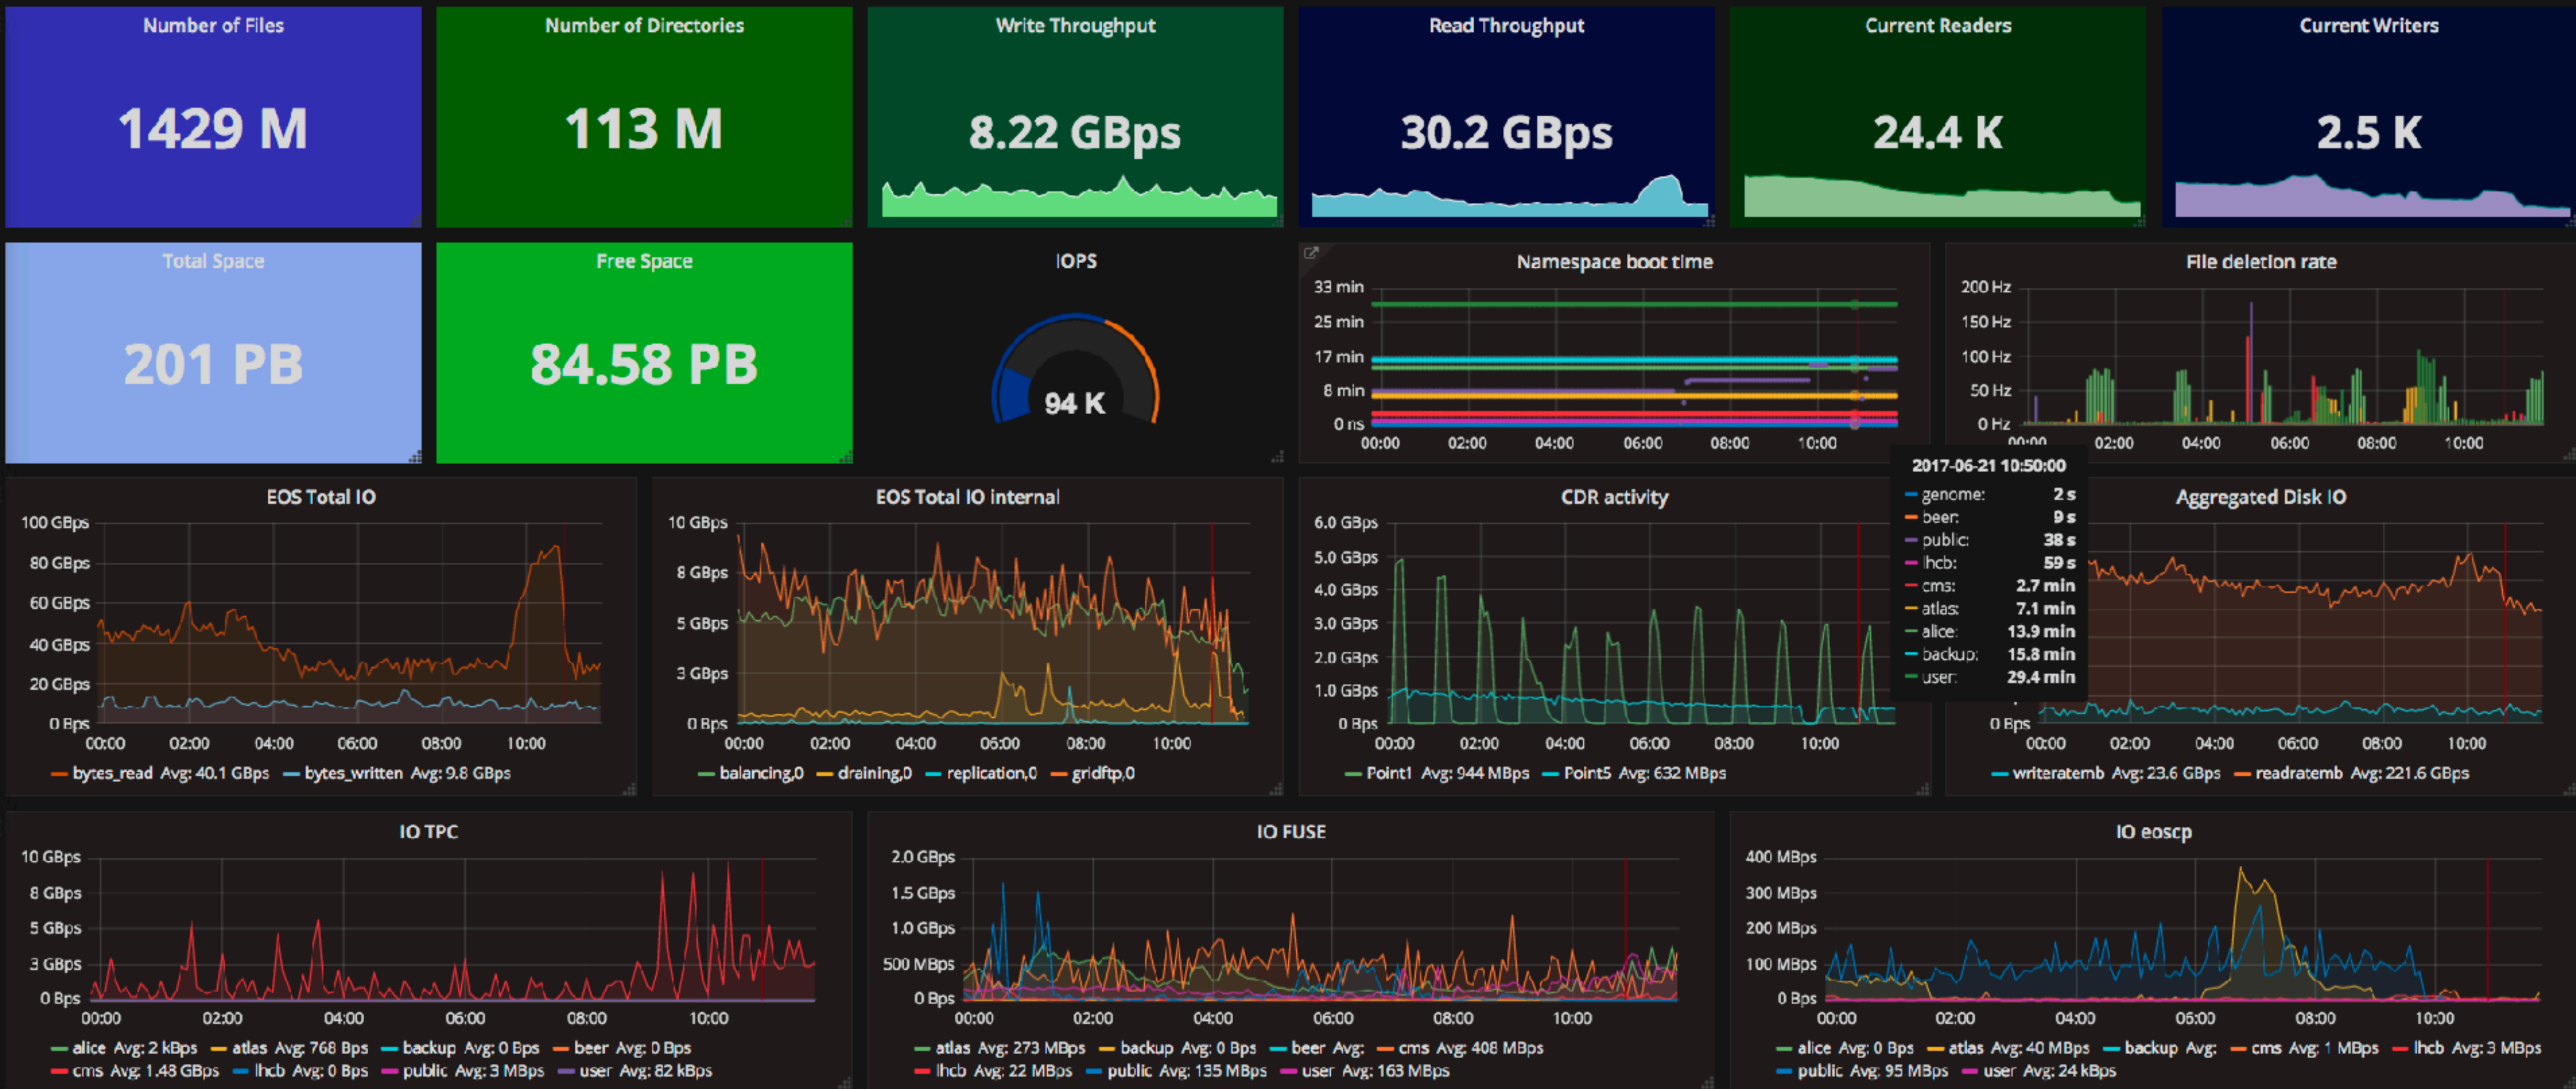 Number of Files
1429 M
Number of Directories
113 M
Write Throughput
8.22 GBps
Read Throughput
30.2 GBps
Current Readers
24.4 K
Current Writers
2.5 K
Total Space
201 PB
Free Space
84.58 PB
IOPS
94 K
Namespace boot time
33 min
25 min
17 min
8 min
0 ns
00:00 02:00 04:00 06:00 08:00 10:00
File deletion rate
200 Hz
150 Hz
100 Hz
50 Hz
0 Hz
00:00 02:00 04:00 06:00 08:00 10:00
EOS Total IO
100 GBps
80 GBps
60 GBps
40 GBps
20 GBps
0 Bps
00:00 02:00 04:00 06:00 08:00 10:00
bytes_read Avg: 40.1 GBps bytes_written Avg: 9.8 GBps
EOS Total IO internal
10 GBps
8 GBps
5 GBps
3 GBps
0 Bps
00:00 02:00 04:00 06:00 08:00 10:00
balancing,0 draining,0 replication,0 gridftp,0
CDR activity
6.0 GBps
5.0 GBps
4.0 GBps
3.0 GBps
2.0 GBps
1.0 GBps
0 Bps
00:00 02:00 04:00 06:00 08:00 10:00
Point1 Avg: 944 MBps Point5 Avg: 632 MBps
2017-06-21 10:50:00
genome: 2 s
beer: 9 s
public: 38 s
lhcb: 59 s
cms: 2.7 min
atlas: 7.1 min
alice: 13.9 min
backup: 15.8 min
user: 29.4 min
Aggregated Disk IO
0 Bps
00:00 02:00 04:00 06:00 08:00 10:00
writeratemb Avg: 23.6 GBps readratemb Avg: 221.6 GBps
IO TPC
10 GBps
8 GBps
5 GBps
3 GBps
0 Bps
00:00 02:00 04:00 06:00 08:00 10:00
alice Avg: 2 kBps atlas Avg: 768 Bps backup Avg: 0 Bps beer Avg: 0 Bps
cms Avg: 1.48 GBps lhcb Avg: 0 Bps public Avg: 3 MBps user Avg: 82 kBps
IO FUSE
2.0 GBps
1.5 GBps
1.0 GBps
500 MBps
0 Bps
00:00 02:00 04:00 06:00 08:00 10:00
atlas Avg: 273 MBps backup Avg: 0 Bps beer Avg: cms Avg: 408 MBps
lhcb Avg: 22 MBps public Avg: 135 MBps user Avg: 163 MBps
IO eoscp
400 MBps
300 MBps
200 MBps
100 MBps
0 Bps
00:00 02:00 04:00 06:00 08:00 10:00
alice Avg: 0 Bps atlas Avg: 40 MBps backup Avg: cms Avg: 1 MBps lhcb Avg: 3 MBps
public Avg: 95 MBps user Avg: 24 kBps